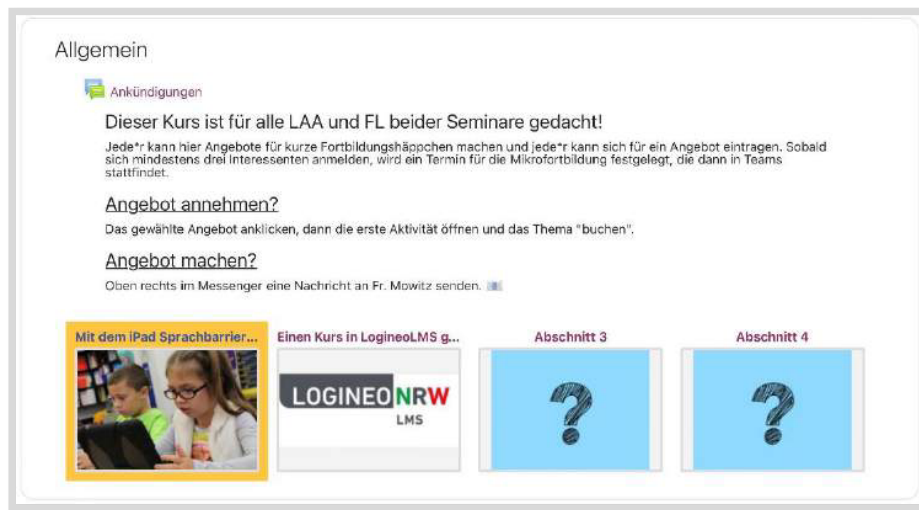 Allgemein
Ankündigungen
Dieser Kurs ist für alle LAA und FL beider Seminare gedacht!
Jede*r kann hier Angebote für kurze Fortbildungshäppchen machen und jede*r kann sich für ein Angebot eintragen. Sobald
sich mindestens drei Interessenten anmelden, wird ein Termin für die Mikrofortbildung festgelegt, die dann in Teams
stattfindet.
Angebot annehmen?
Das gewählte Angebot anklicken, dann die erste Aktivität öffnen und das Thema "buchen".
Angebot machen?
Oben rechts im Messenger eine Nachricht an Fr. Mowitz senden.
Mit dem iPad Sprachbarrier...
Einen Kurs in LogineoLMS g...
Abschnitt 3
Abschnitt 4
LOGINEO NRW
LMS
?
?